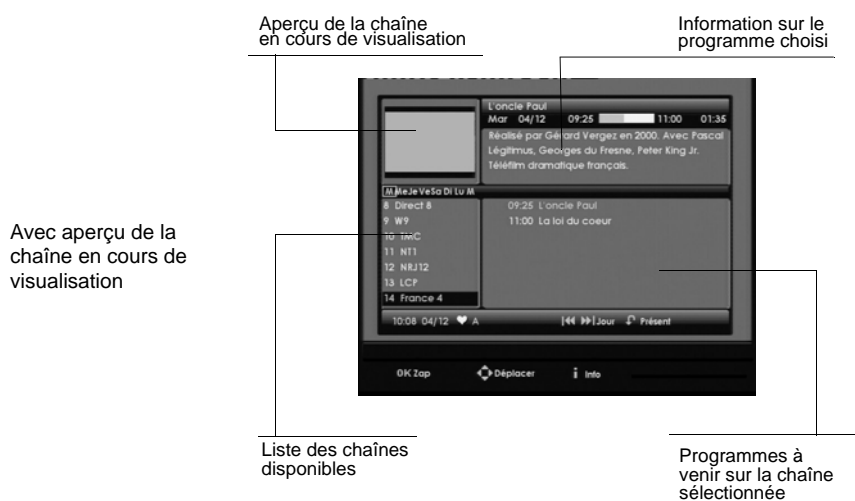 Aperçu de la chaîne
en cours de visualisation
Information sur le
programme choisi
L'oncle Paul
Mar 04/12 09:25 11:00 01:35
Réalisé par Gérard Vergez en 2000. Avec Pascal
Légitimus, Georges du Fresne, Peter King Jr.
Téléfilm dramatique français.
M MeJeVeSa Di Lu M
8 Direct 8
9 W9
10 TMC
11 NT1
12 NRJ12
13 LCP
14 France 4
09:25 L'oncle Paul
11:00 La loi du coeur
10:08 04/12 A
Jour
Présent
OK Zap
Déplacer
i Info
Avec aperçu de la
chaîne en cours de
visualisation
Liste des chaînes
disponibles
Programmes à
venir sur la chaîne
sélectionnée